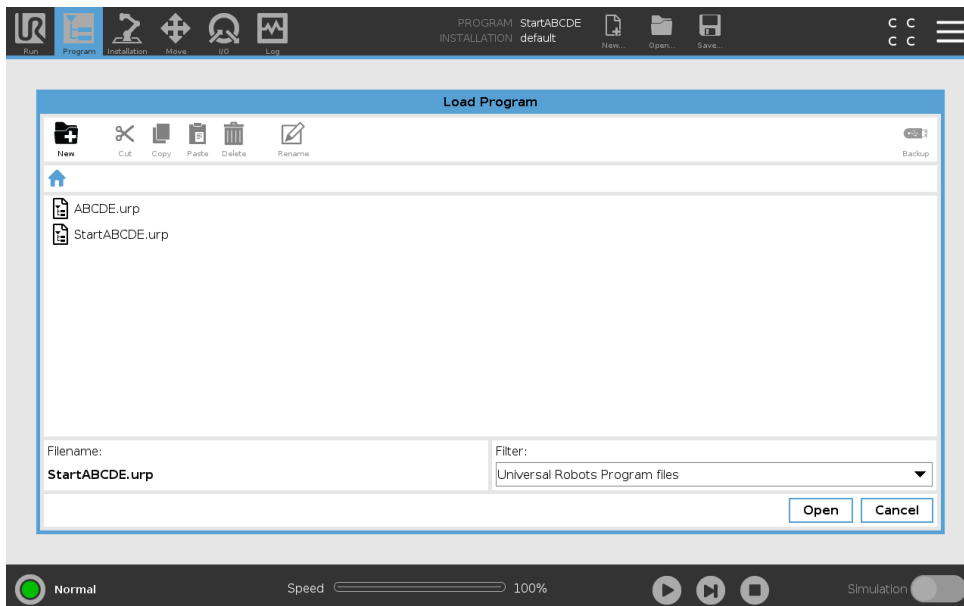 PROGRAM StartABCDE
INSTALLATION default
Run Program Installation Move I/O Log New... Open... Save...
C C
C C
Load Program
New Cut Copy Paste Delete Rename Backup
ABCDE.urp
StartABCDE.urp
Filename: Filter:
StartABCDE.urp Universal Robots Program files
Open Cancel
Normal Speed 100% Simulation